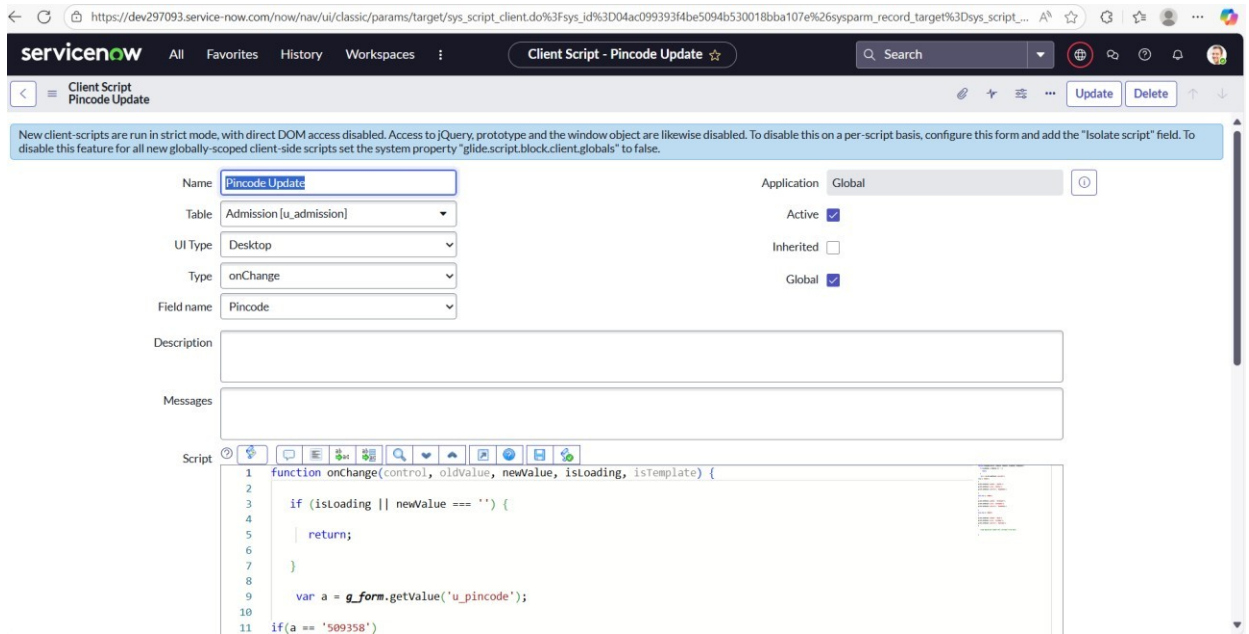 https://dev297093.service-now.com/now/nav/ui/classic/params/target/sys_script_client.do%3Fsys_id%3D04ac099393f4be5094b530018bba107e%26sysparm_record_target%3Dsys_script_...
servicenow All Favorites History Workspaces Client Script - Pincode Update Search
Client Script
Pincode Update
Update Delete
New client-scripts are run in strict mode, with direct DOM access disabled. Access to jQuery, prototype and the window object are likewise disabled. To disable this on a per-script basis, configure this form and add the "Isolate script" field. To
disable this feature for all new globally-scoped client-side scripts set the system property "glide.script.block.client.globals" to false.
Name Pincode Update Application Global
Table Admission [u_admission] Active
UI Type Desktop Inherited
Type onChange Global
Field name Pincode
Description
Messages
Script
1 function onChange(control, oldValue, newValue, isLoading, isTemplate) {
2
3 if (isLoading || newValue === '') {
4
5 return;
6
7 }
8
9 var a = g_form.getValue('u_pincode');
10
11 if(a == '509358')